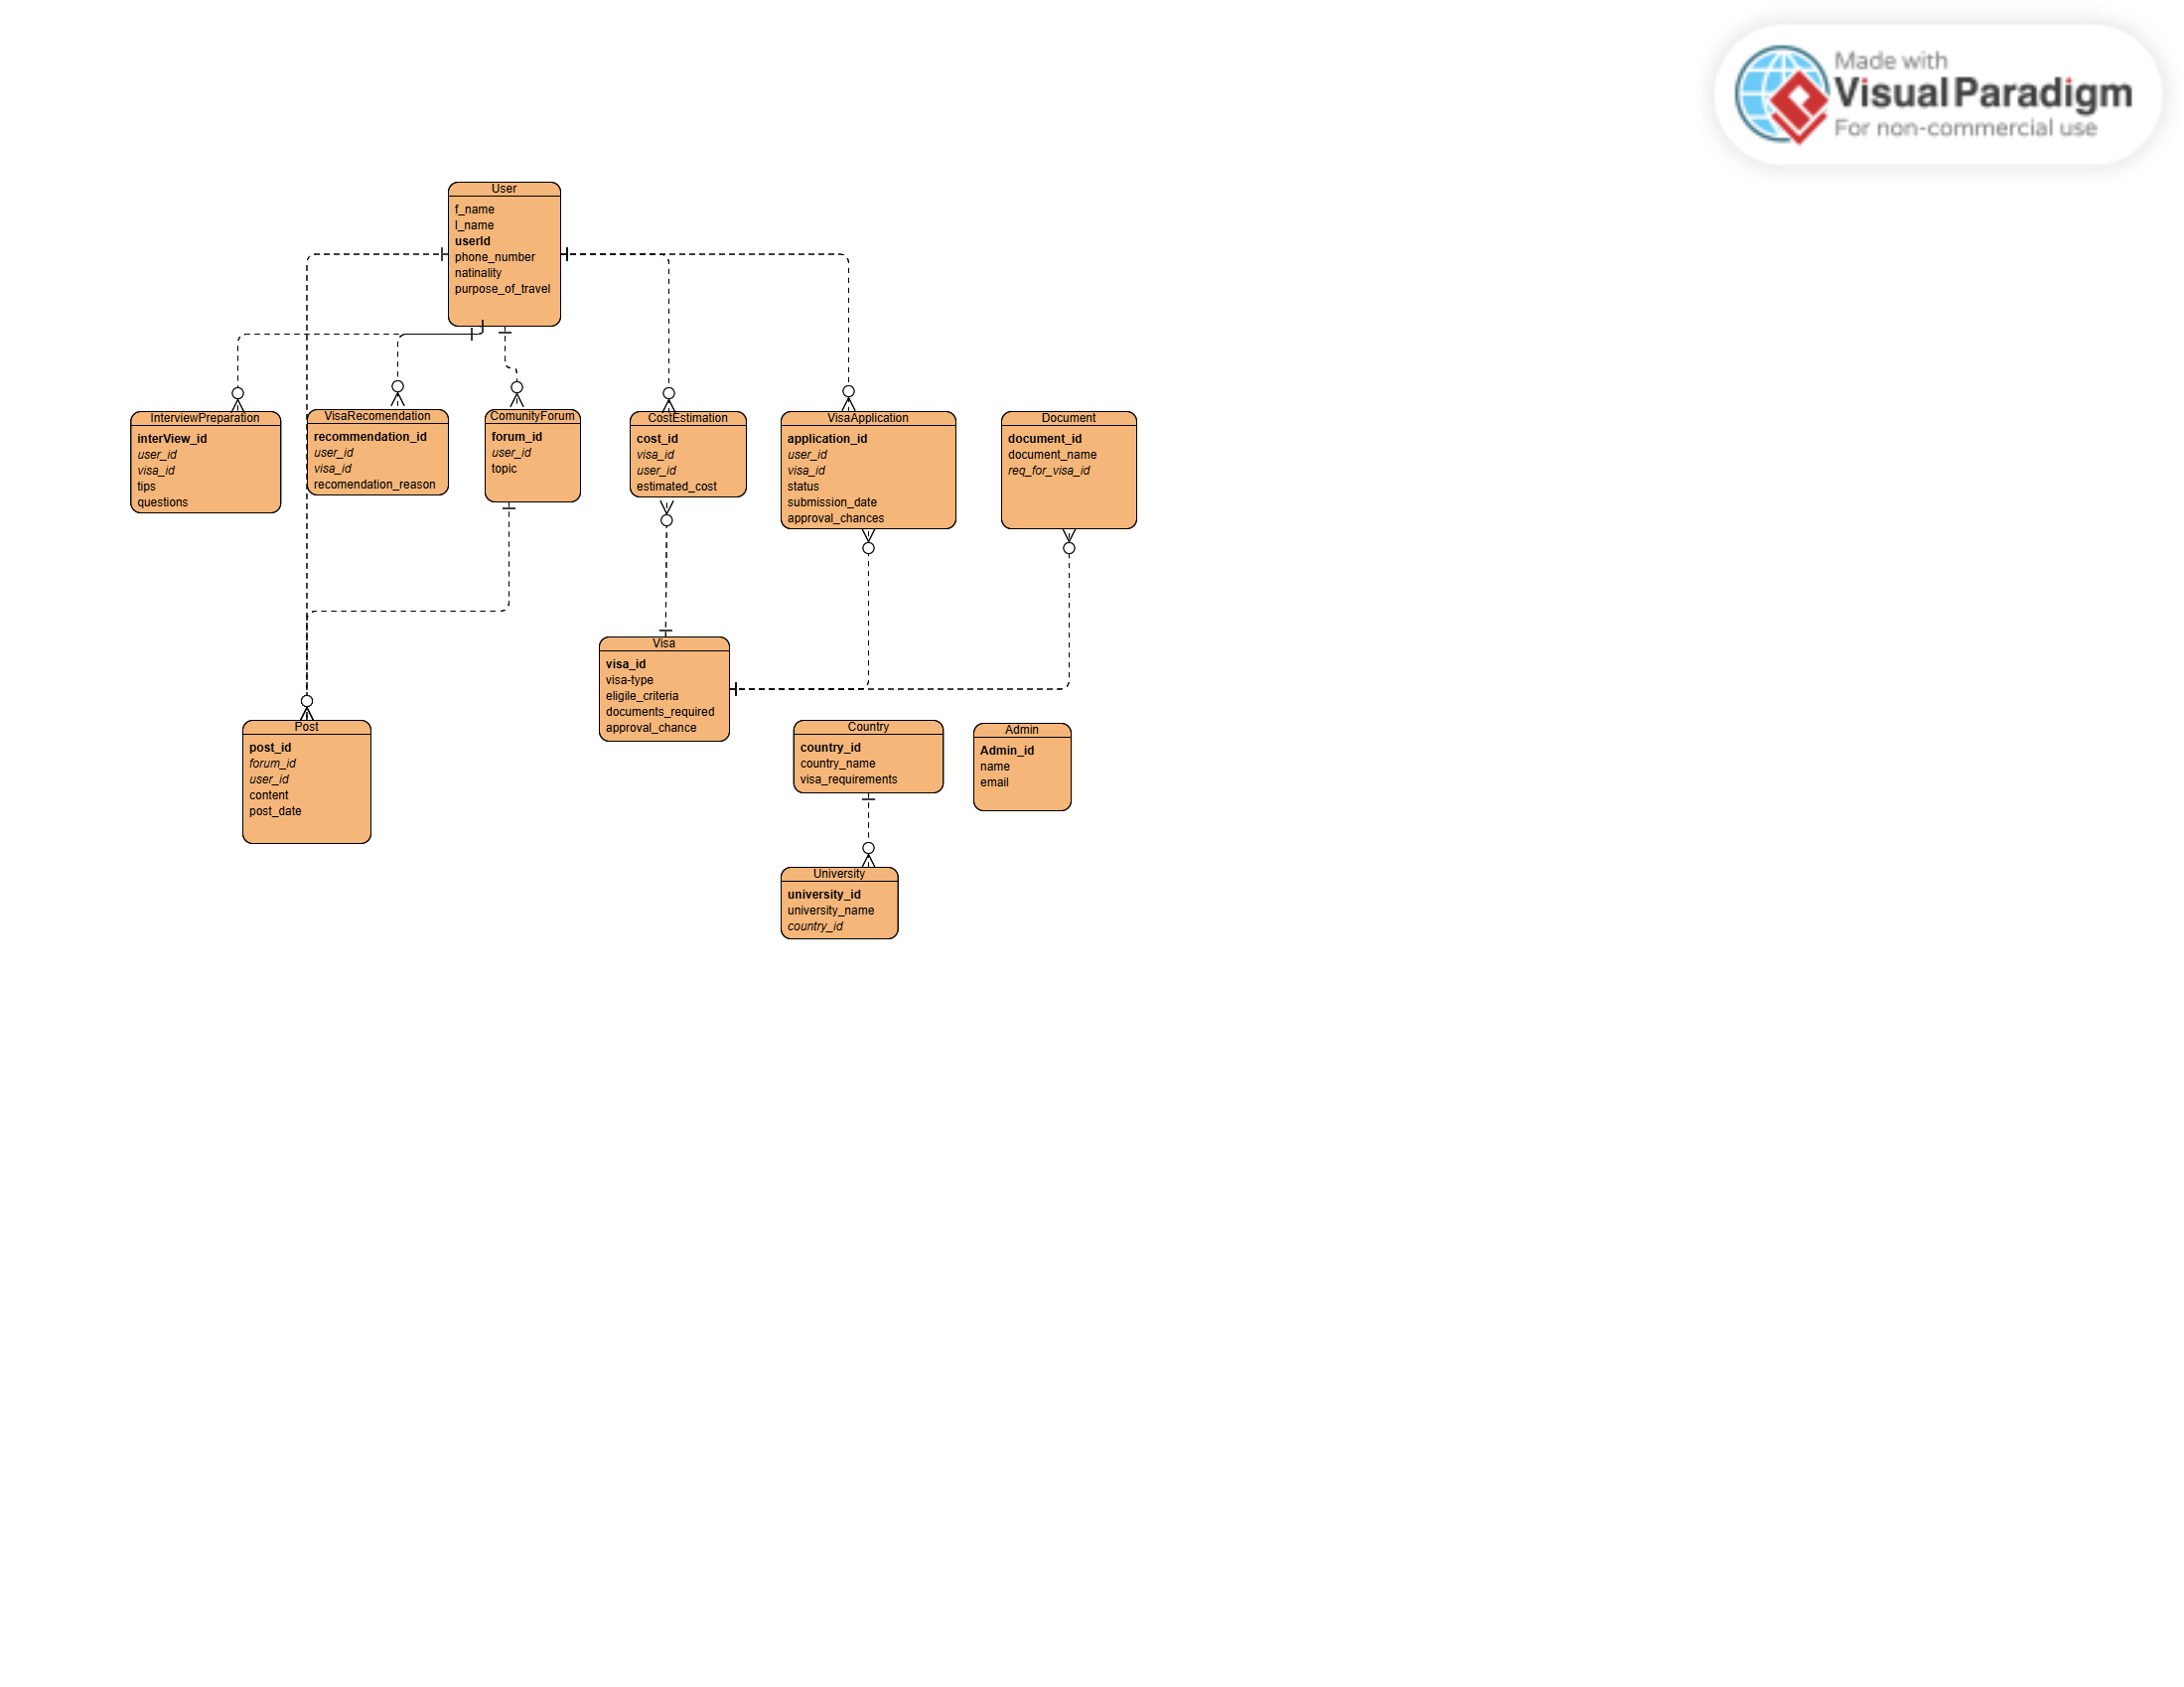 Made with
Visual Paradigm
For non-commercial use
User
f_name
l_name
userId
phone_number
natinality
purpose_of_travel
InterviewPreparation
interView_id
user_id
visa_id
tips
questions
VisaRecomendation
recommendation_id
user_id
visa_id
recomendation_reason
ComunityForum
forum_id
user_id
topic
CostEstimation
cost_id
visa_id
user_id
estimated_cost
VisaApplication
application_id
user_id
visa_id
status
submission_date
approval_chances
Document
document_id
document_name
req_for_visa_id
Visa
visa_id
visa-type
eligile_criteria
documents_required
approval_chance
Post
post_id
forum_id
user_id
content
post_date
Country
country_id
country_name
visa_requirements
Admin
Admin_id
name
email
University
university_id
university_name
country_id